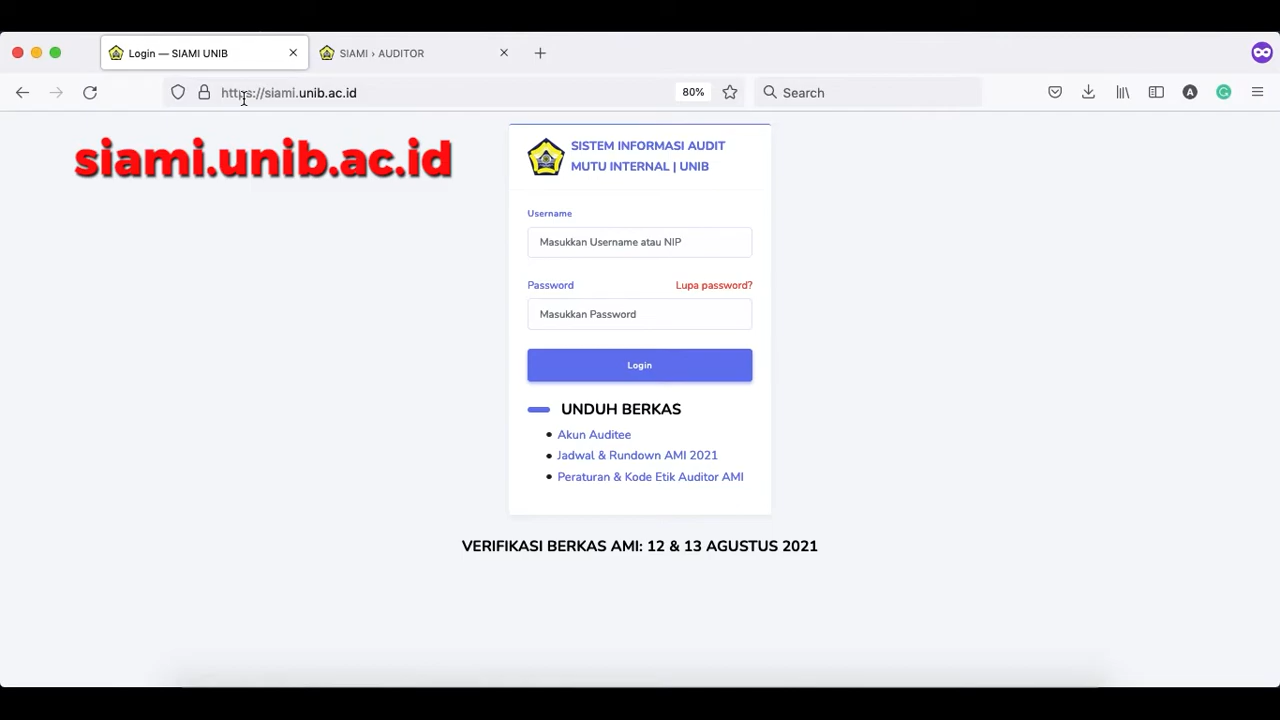 Login — SIAMI UNIB
SIAMI › AUDITOR
https://siami.unib.ac.id
80%
Search
A
siami.unib.ac.id
SISTEM INFORMASI AUDIT
MUTU INTERNAL | UNIB
Username
Masukkan Username atau NIP
Password
Lupa password?
Masukkan Password
Login
UNDUH BERKAS
Akun Auditee
Jadwal & Rundown AMI 2021
Peraturan & Kode Etik Auditor AMI
VERIFIKASI BERKAS AMI: 12 & 13 AGUSTUS 2021